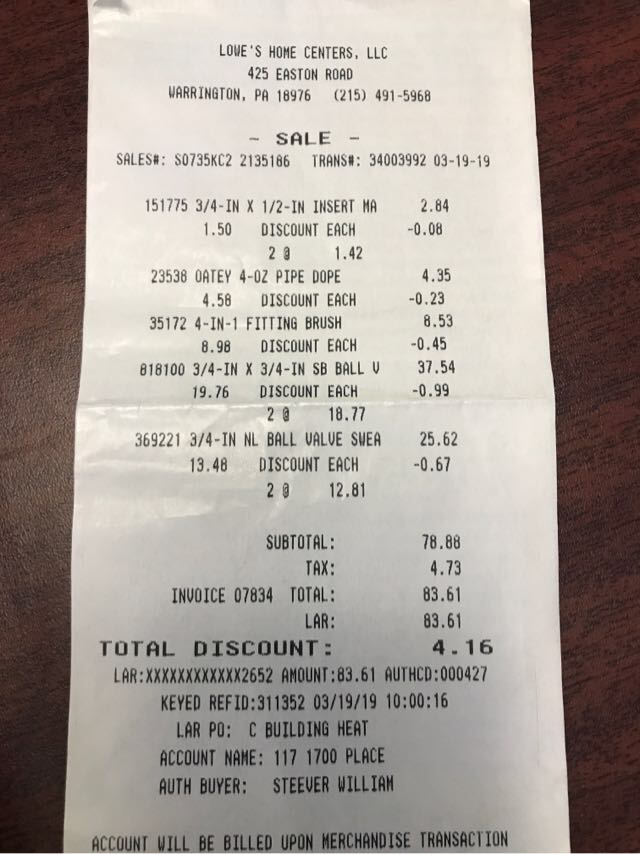 LOWE'S HOME CENTERS, LLC
425 EASTON ROAD
WARRINGTON, PA 18976 (215) 491-5968
- SALE -
SALES#: S0735KC2 2135186 TRANS#: 34003992 03-19-19
151775 3/4-IN X 1/2-IN INSERT MA 2.84
1.50 DISCOUNT EACH -0.08
2 @ 1.42
23538 OATEY 4-OZ PIPE DOPE 4.35
4.58 DISCOUNT EACH -0.23
35172 4-IN-1 FITTING BRUSH 8.53
8.98 DISCOUNT EACH -0.45
818100 3/4-IN X 3/4-IN SB BALL V 37.54
19.76 DISCOUNT EACH -0.99
2 @ 18.77
369221 3/4-IN NL BALL VALVE SWEA 25.62
13.48 DISCOUNT EACH -0.67
2 @ 12.81
SUBTOTAL: 78.88
TAX: 4.73
INVOICE 07834 TOTAL: 83.61
LAR: 83.61
TOTAL DISCOUNT: 4.16
LAR:XXXXXXXXXXXX2652 AMOUNT:83.61 AUTHCD:000427
KEYED REFID:311352 03/19/19 10:00:16
LAR PO: C BUILDING HEAT
ACCOUNT NAME: 117 1700 PLACE
AUTH BUYER: STEEVER WILLIAM
ACCOUNT WILL BE BILLED UPON MERCHANDISE TRANSACTION